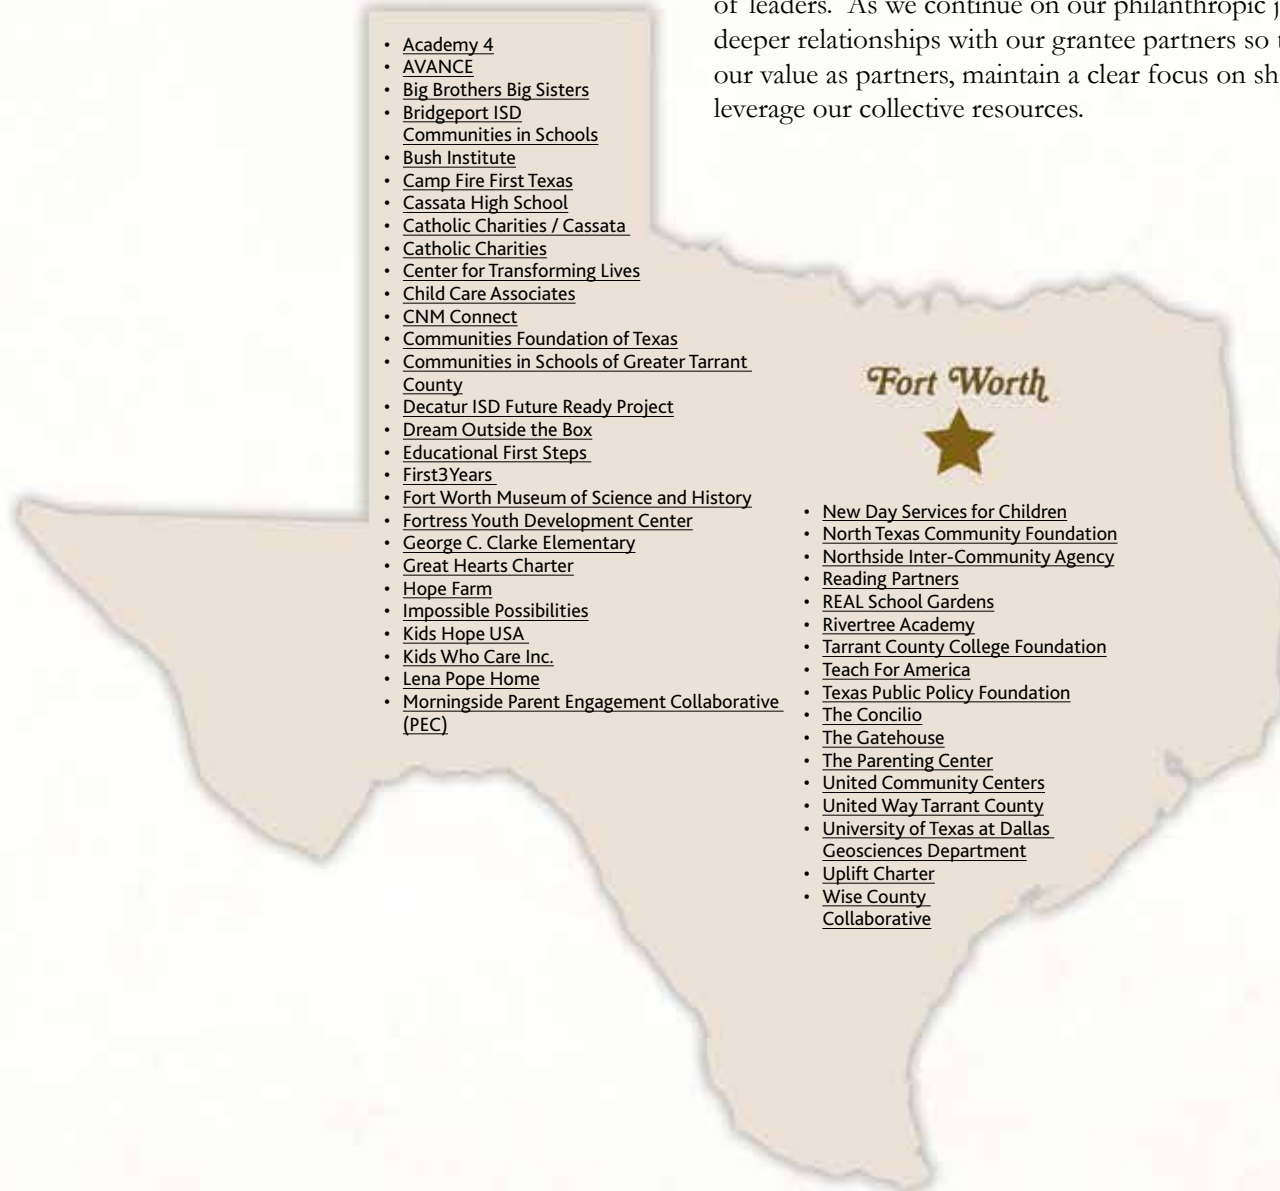 of leaders. As we continue on our philanthropic
deeper relationships with our grantee partners so
our value as partners, maintain a clear focus on
leverage our collective resources.
• Academy 4
• AVANCE
• Big Brothers Big Sisters
• Bridgeport ISD
Communities in Schools
• Bush Institute
• Camp Fire First Texas
• Cassata High School
• Catholic Charities / Cassata
• Catholic Charities
• Center for Transforming Lives
• Child Care Associates
• CNM Connect
• Communities Foundation of Texas
• Communities in Schools of Greater Tarrant
County
• Decatur ISD Future Ready Project
• Dream Outside the Box
• Educational First Steps
• First3Years
• Fort Worth Museum of Science and History
• Fortress Youth Development Center
• George C. Clarke Elementary
• Great Hearts Charter
• Hope Farm
• Impossible Possibilities
• Kids Hope USA
• Kids Who Care Inc.
• Lena Pope Home
• Morningside Parent Engagement Collaborative
(PEC)
Fort Worth
• New Day Services for Children
• North Texas Community Foundation
• Northside Inter-Community Agency
• Reading Partners
• REAL School Gardens
• Rivertree Academy
• Tarrant County College Foundation
• Teach For America
• Texas Public Policy Foundation
• The Concilio
• The Gatehouse
• The Parenting Center
• United Community Centers
• United Way Tarrant County
• University of Texas at Dallas
Geosciences Department
• Uplift Charter
• Wise County
Collaborative